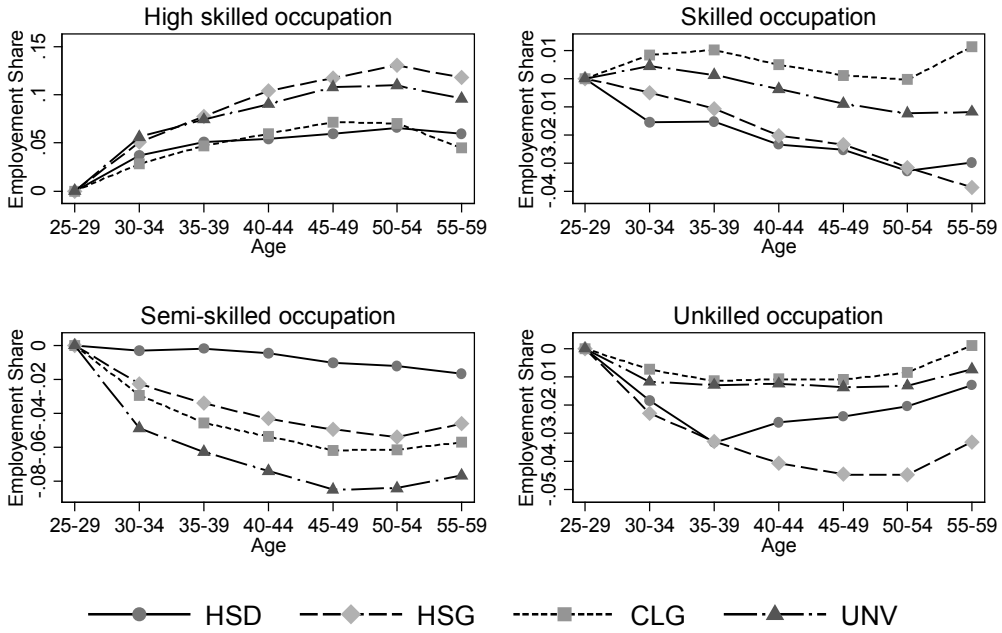 High skilled occupation
Employement Share
0 .05 .1 .15
25-29 30-34 35-39 40-44 45-49 50-54 55-59
Age
Skilled occupation
Employement Share
-.04-.03-.02-.01 0 .01
25-29 30-34 35-39 40-44 45-49 50-54 55-59
Age
Semi-skilled occupation
Employement Share
-.08-.06-.04-.02 0
25-29 30-34 35-39 40-44 45-49 50-54 55-59
Age
Unkilled occupation
Employement Share
-.05-.04-.03-.02-.01 0
25-29 30-34 35-39 40-44 45-49 50-54 55-59
Age
HSD HSG CLG UNV